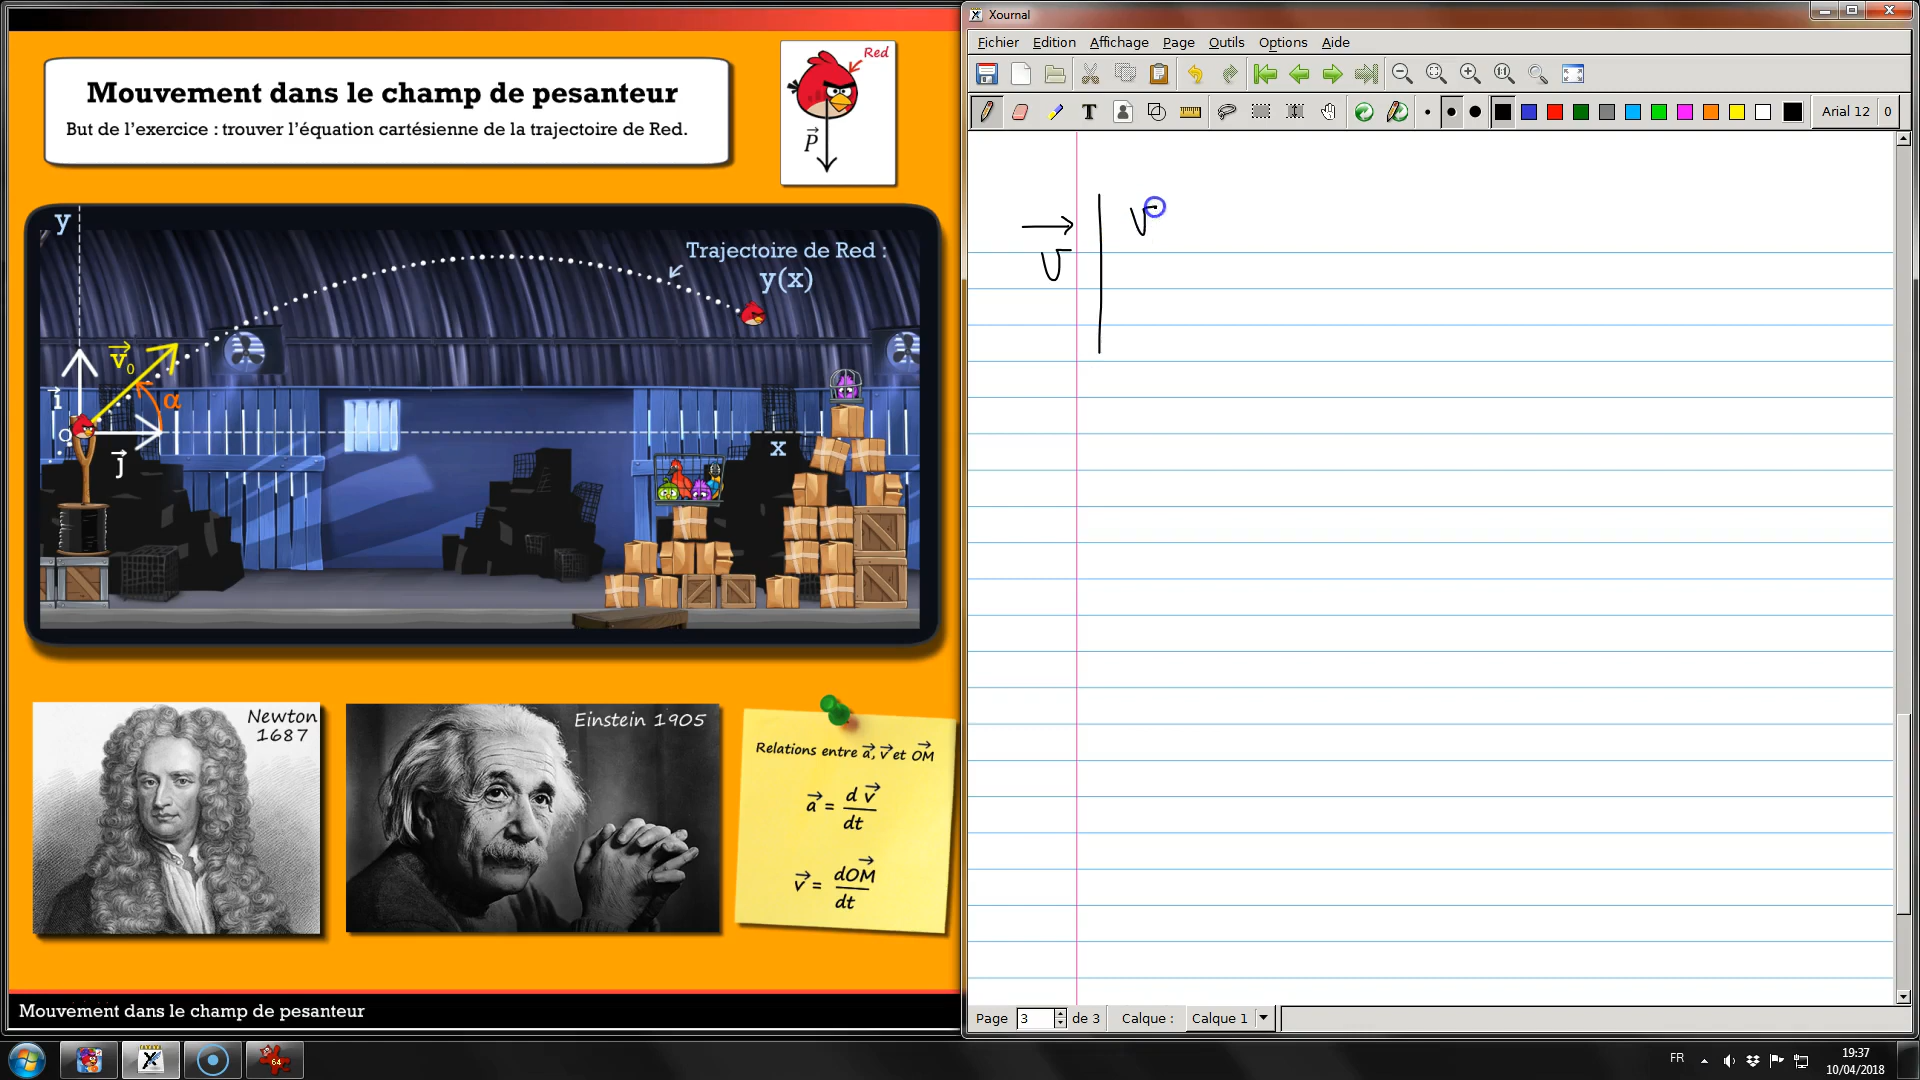 Mouvement dans le champ de pesanteur
But de l'exercice : trouver l'équation cartésienne de la trajectoire de Red.
Red
P
y
Trajectoire de Red :
y(x)
v0
i
α
O
j
x
Newton
1687
Einstein 1905
Relations entre a, v et OM
a = dv/dt
v = dOM/dt
Mouvement dans le champ de pesanteur
Xournal
Fichier Edition Affichage Page Outils Options Aide
Arial 12
v
v
Page 3 de 3 Calque : Calque 1
64
FR
19:37
10/04/2018